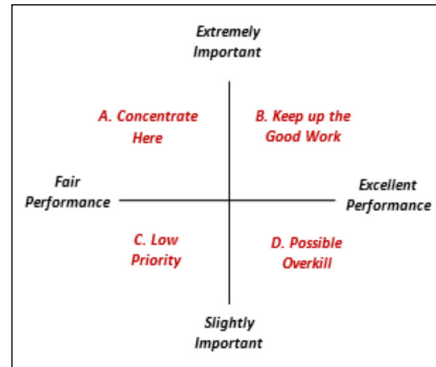 Extremely
Important
A. Concentrate
Here
B. Keep up the
Good Work
Fair
Performance
Excellent
Performance
C. Low
Priority
D. Possible
Overkill
Slightly
Important